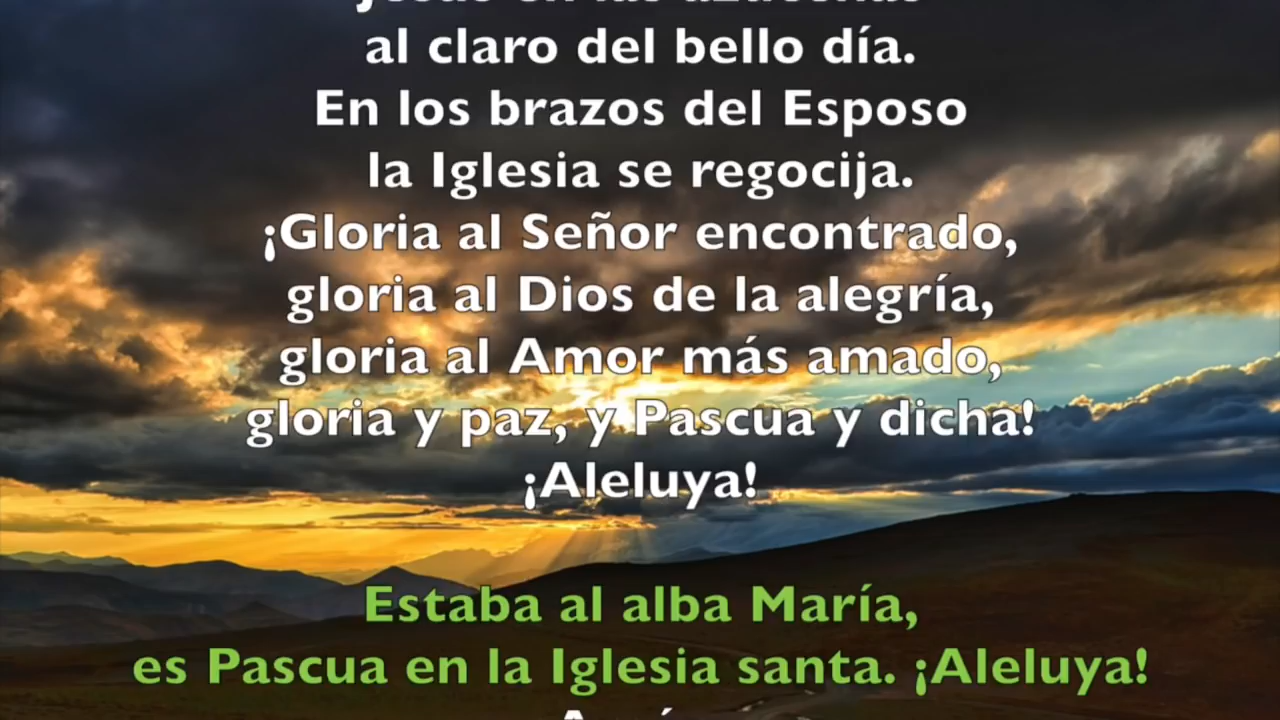 al claro del bello día.
En los brazos del Esposo
la Iglesia se regocija.
¡Gloria al Señor encontrado,
gloria al Dios de la alegría,
gloria al Amor más amado,
gloria y paz, y Pascua y dicha!
¡Aleluya!
Estaba al alba María,
es Pascua en la Iglesia santa. ¡Aleluya!